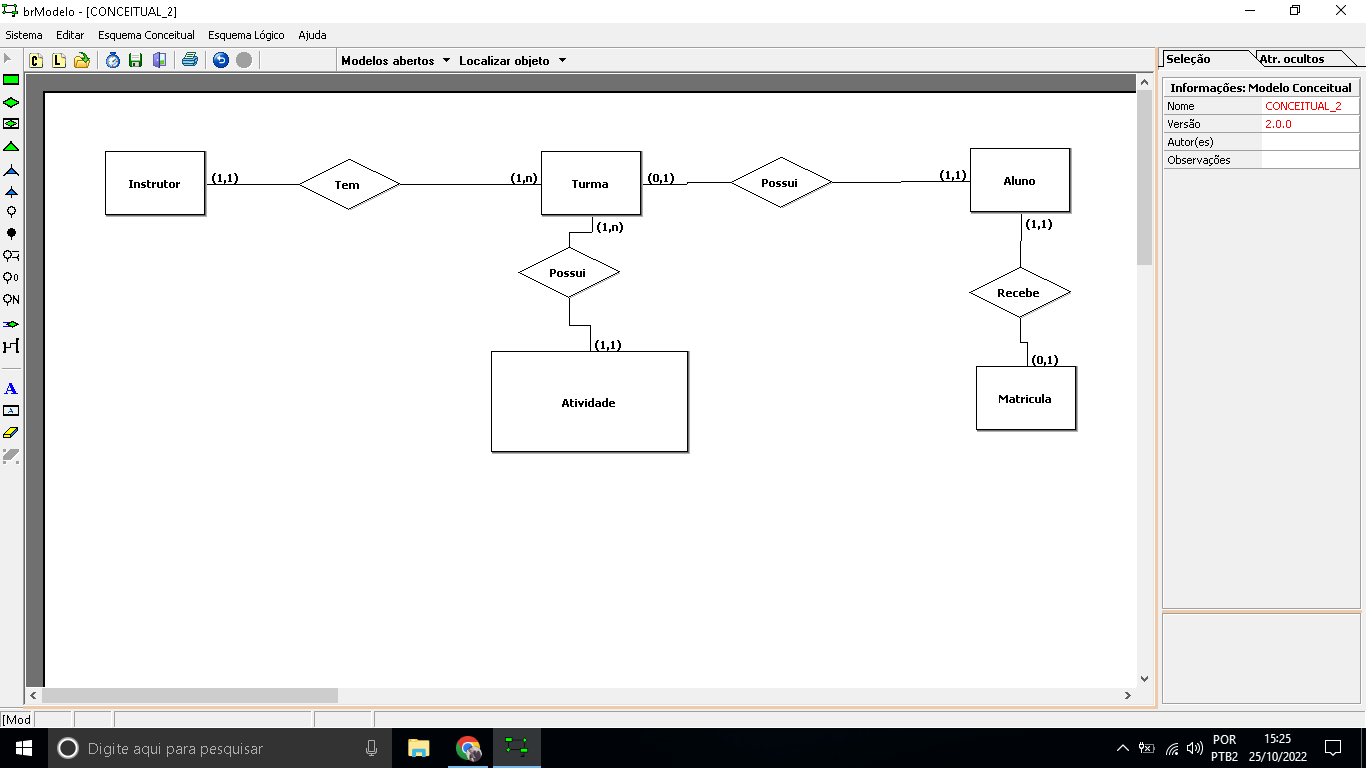 brModelo - [CONCEITUAL_2]
Sistema Editar Esquema Conceitual Esquema Lógico Ajuda
C L Modelos abertos Localizar objeto
Seleção Atr. ocultos
Informações: Modelo Conceitual
Nome CONCEITUAL_2
Versão 2.0.0
Autor(es)
Observações
Instrutor (1,1) Tem (1,n) Turma (0,1) Possui (1,1) Aluno
(1,n) (1,1)
Possui
Recebe
(1,1)
(0,1)
Atividade
Matricula
0
N
A
A
[Mod
Digite aqui para pesquisar
POR
PTB2
15:25
25/10/2022